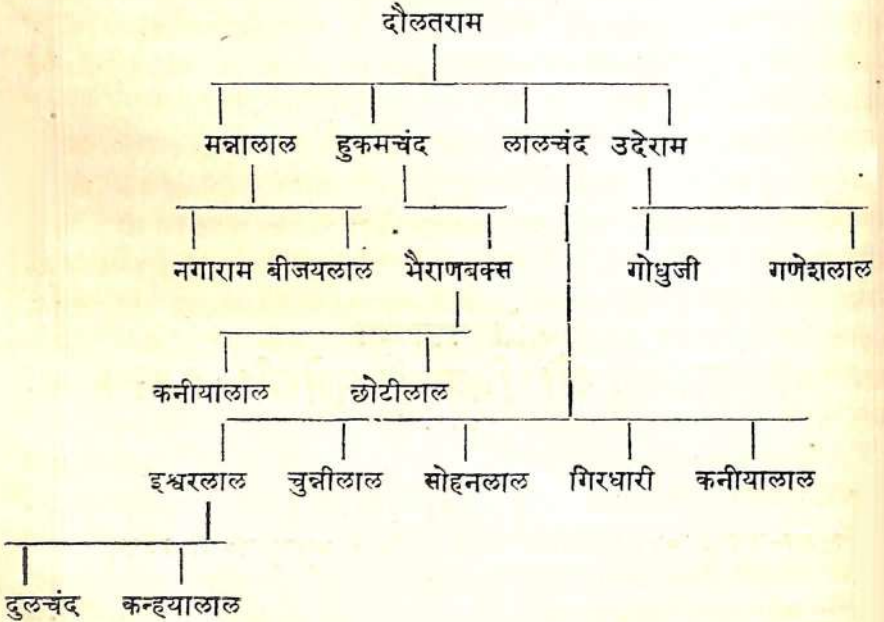 दौलतराम
मन्नालाल हुकमचंद लालचंद उदेराम
नगाराम बीजयलाल भैराणबक्स गोधुजी गणेशलाल
कनीयालाल छोटीलाल
इश्वरलाल चुन्नीलाल सोहनलाल गिरधारी कनीयालाल
दुलचंद कन्हयालाल